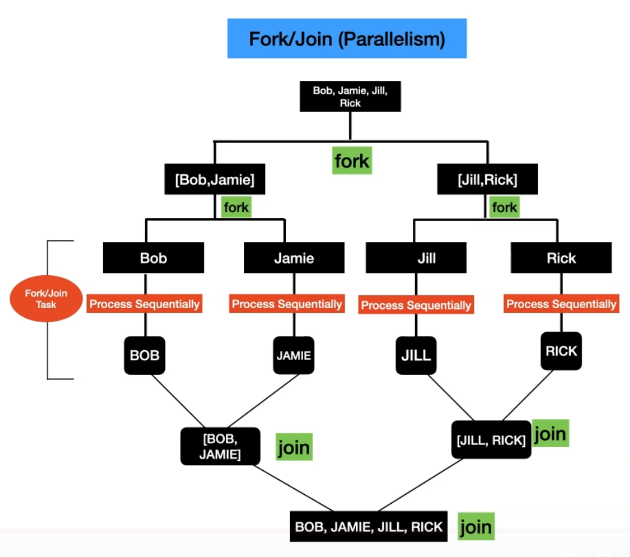 Fork/Join (Parallelism)
Bob, Jamie, Jill,
Rick
fork
[Bob,Jamie]
[Jill,Rick]
fork
fork
Bob
Jamie
Jill
Rick
Fork/Join
Task
Process Sequentially
Process Sequentially
Process Sequentially
Process Sequentially
BOB
JAMIE
JILL
RICK
[BOB,
JAMIE]
join
[JILL, RICK]
join
BOB, JAMIE, JILL, RICK
join